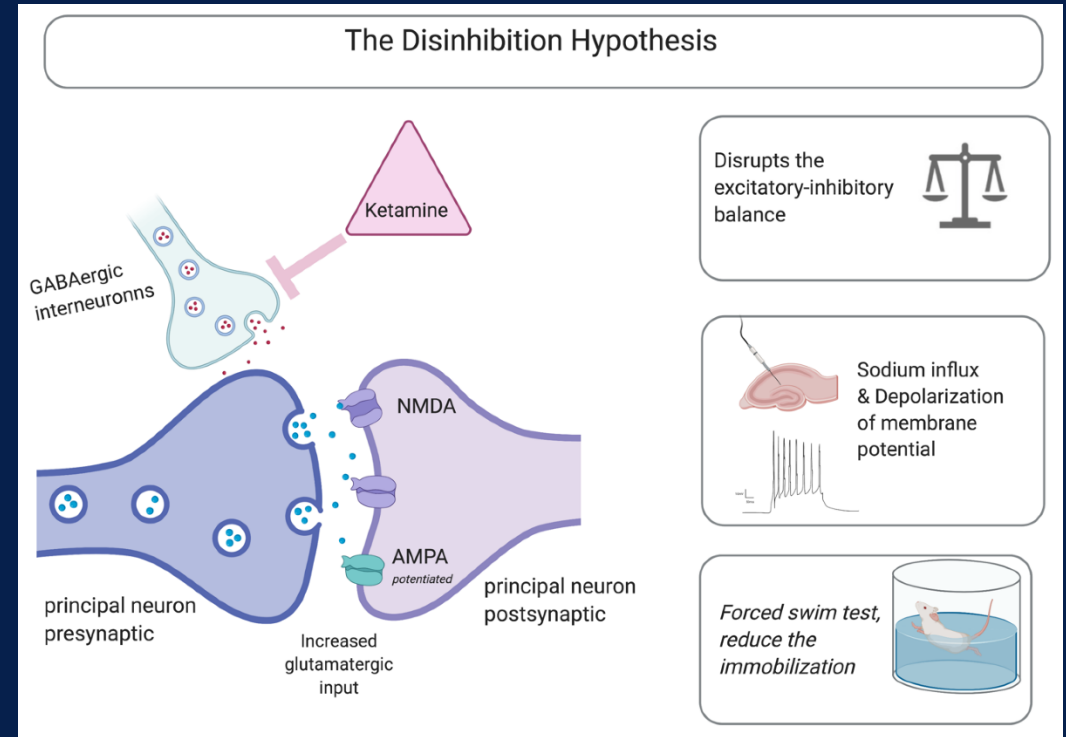 The Disinhibition Hypothesis
Ketamine
GABAergic
interneuronns
NMDA
AMPA
potentiated
principal neuron
presynaptic
principal neuron
postsynaptic
Increased
glutamatergic
input
Disrupts the
excitatory-inhibitory
balance
Sodium influx
& Depolarization
of membrane
potential
Forced swim test,
reduce the
immobilization